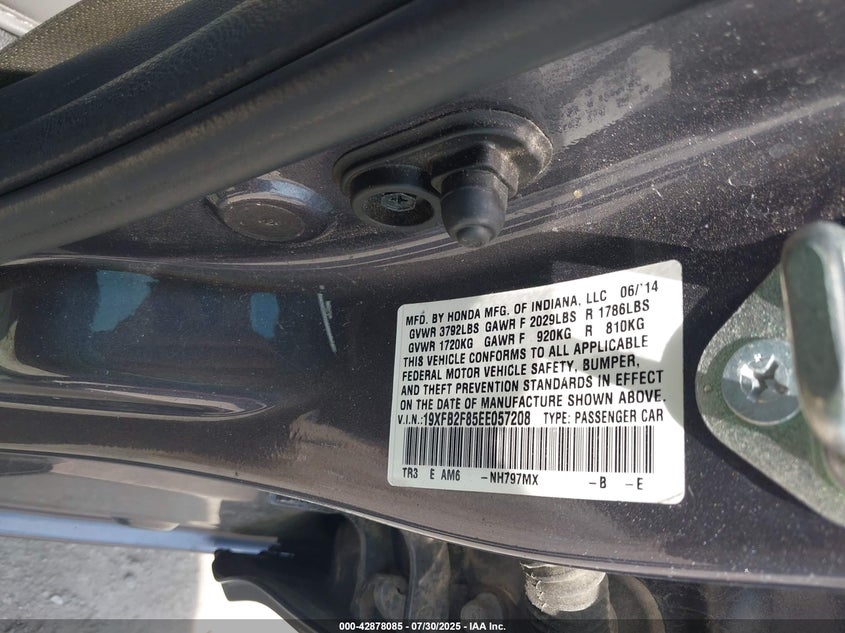 MFD. BY HONDA MFG. OF INDIANA, LLC 06/'14
GVWR 3792LBS GAWR F 2029LBS R 1786LBS
GVWR 1720KG GAWR F 920KG R 810KG
THIS VEHICLE CONFORMS TO ALL APPLICABLE
FEDERAL MOTOR VEHICLE SAFETY, BUMPER,
AND THEFT PREVENTION STANDARDS IN EFFECT
ON THE DATE OF MANUFACTURE SHOWN ABOVE.
V.I.N.:19XFB2F85EE057208 TYPE: PASSENGER CAR
TR3 E AM6 -NH797MX -B -E
000-42878085 - 07/30/2025 - IAA Inc.